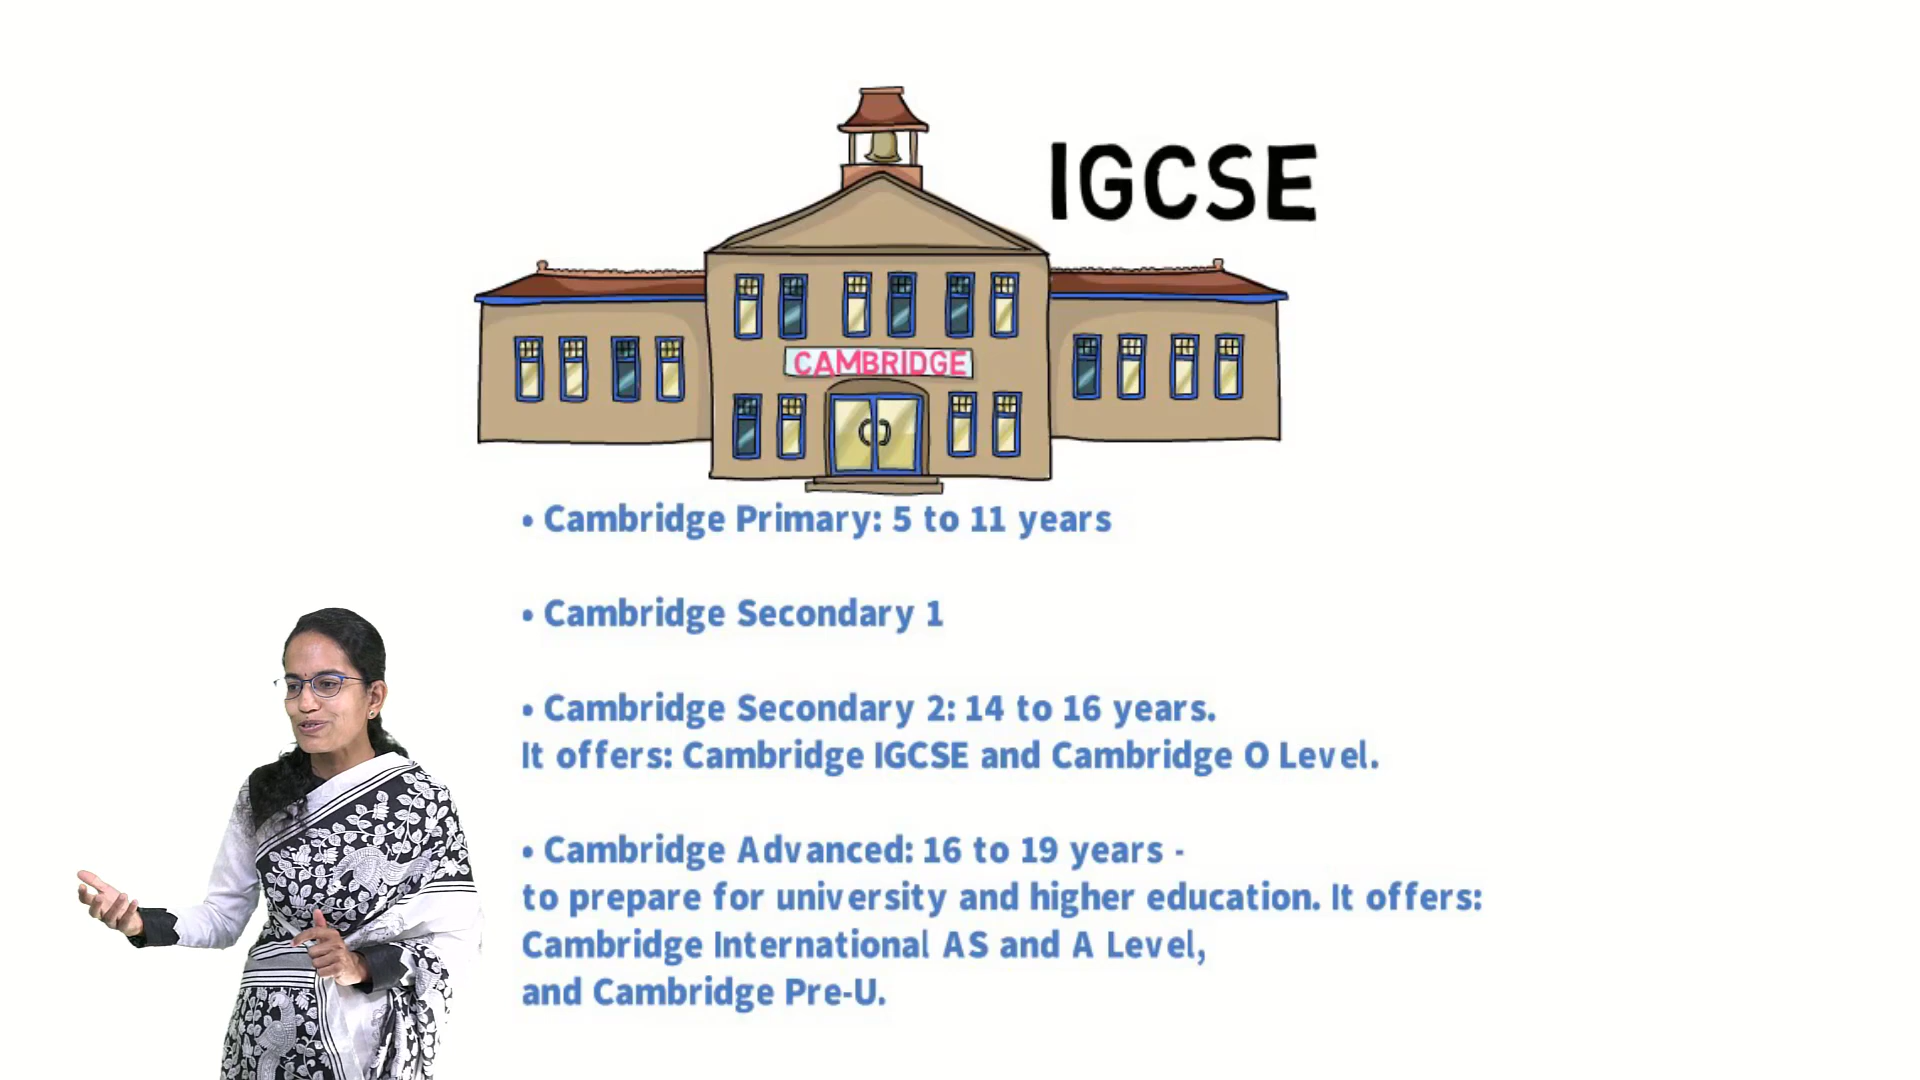 IGCSE
CAMBRIDGE
• Cambridge Primary: 5 to 11 years
• Cambridge Secondary 1
• Cambridge Secondary 2: 14 to 16 years.
It offers: Cambridge IGCSE and Cambridge O Level.
• Cambridge Advanced: 16 to 19 years -
to prepare for university and higher education. It offers:
Cambridge International AS and A Level,
and Cambridge Pre-U.